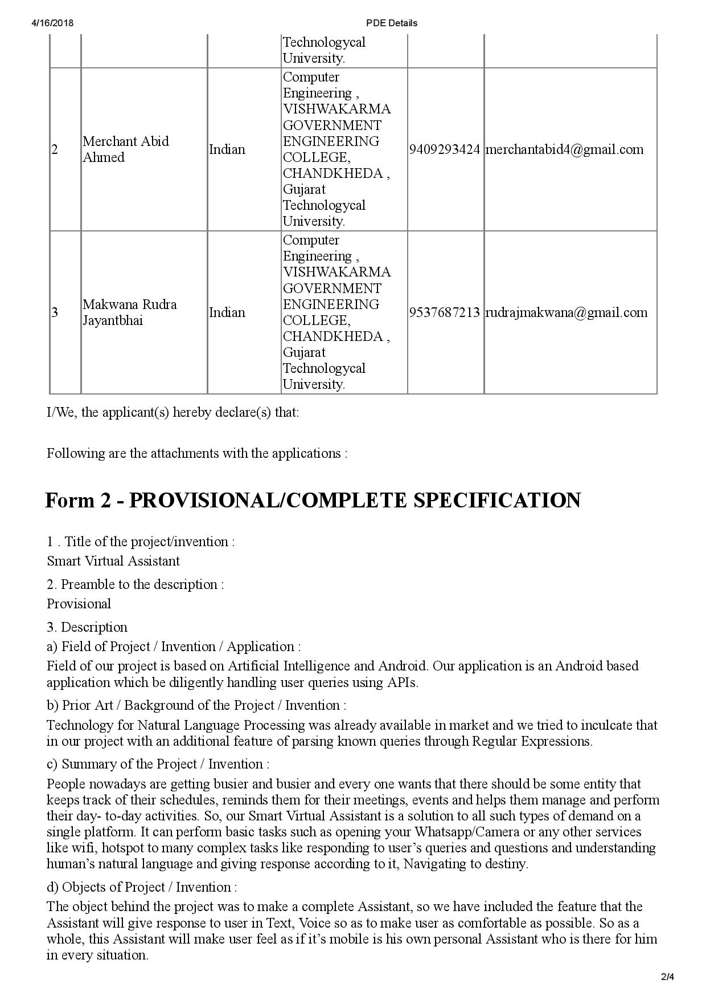 4/16/2018 PDE Details
Technologycal
University.
2
Merchant Abid
Ahmed
Indian
Computer
Engineering ,
VISHWAKARMA
GOVERNMENT
ENGINEERING
COLLEGE,
CHANDKHEDA ,
Gujarat
Technologycal
University.
9409293424
merchantabid4@gmail.com
3
Makwana Rudra
Jayantbhai
Indian
Computer
Engineering ,
VISHWAKARMA
GOVERNMENT
ENGINEERING
COLLEGE,
CHANDKHEDA ,
Gujarat
Technologycal
University.
9537687213
rudrajmakwana@gmail.com
I/We, the applicant(s) hereby declare(s) that:
Following are the attachments with the applications :
Form 2 - PROVISIONAL/COMPLETE SPECIFICATION
1 . Title of the project/invention :
Smart Virtual Assistant
2. Preamble to the description :
Provisional
3. Description
a) Field of Project / Invention / Application :
Field of our project is based on Artificial Intelligence and Android. Our application is an Android based
application which be diligently handling user queries using APIs.
b) Prior Art / Background of the Project / Invention :
Technology for Natural Language Processing was already available in market and we tried to inculcate that
in our project with an additional feature of parsing known queries through Regular Expressions.
c) Summary of the Project / Invention :
People nowadays are getting busier and busier and every one wants that there should be some entity that
keeps track of their schedules, reminds them for their meetings, events and helps them manage and perform
their day- to-day activities. So, our Smart Virtual Assistant is a solution to all such types of demand on a
single platform. It can perform basic tasks such as opening your Whatsapp/Camera or any other services
like wifi, hotspot to many complex tasks like responding to user’s queries and questions and understanding
human’s natural language and giving response according to it, Navigating to destiny.
d) Objects of Project / Invention :
The object behind the project was to make a complete Assistant, so we have included the feature that the
Assistant will give response to user in Text, Voice so as to make user as comfortable as possible. So as a
whole, this Assistant will make user feel as if it’s mobile is his own personal Assistant who is there for him
in every situation.
2/4